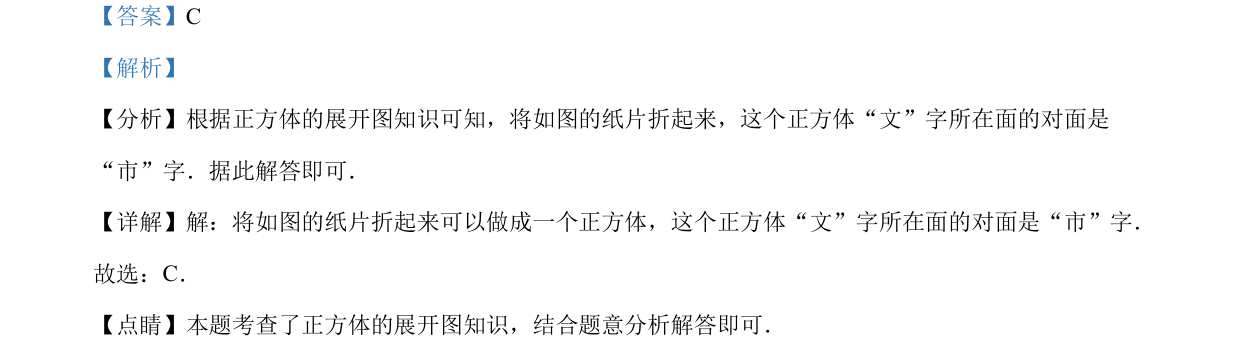 【答案】C
【解析】
【分析】根据正方体的展开图知识可知，将如图的纸片折起来，这个正方体“文”字所在面的对面是
“市”字．据此解答即可．
【详解】解：将如图的纸片折起来可以做成一个正方体，这个正方体“文”字所在面的对面是“市”字．
故选：C．
【点睛】本题考查了正方体的展开图知识，结合题意分析解答即可．